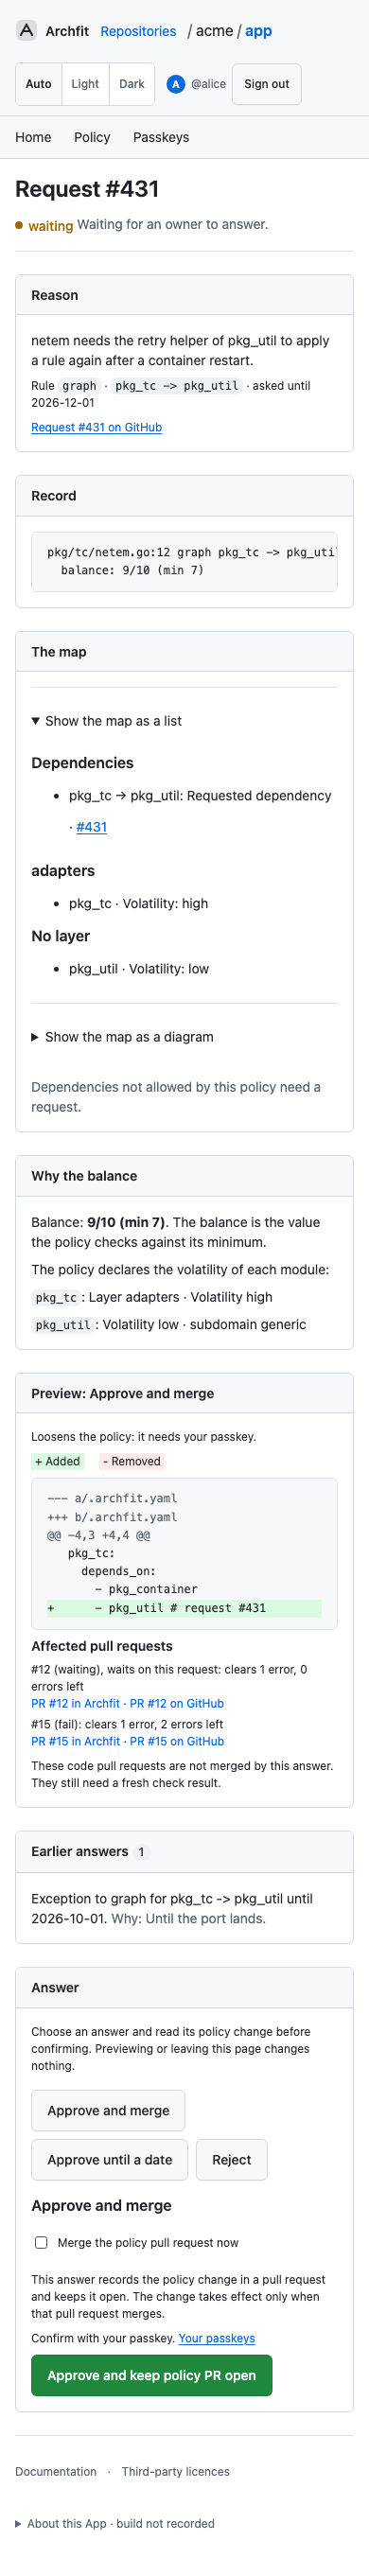 Archfit Repositories / acme / app
Auto Light Dark A @alice Sign out
Home Policy Passkeys
Request #431
waiting Waiting for an owner to answer.
Reason
netem needs the retry helper of pkg_util to apply
a rule again after a container restart.
Rule graph · pkg_tc -> pkg_util · asked until
2026-12-01
Request #431 on GitHub
Record
pkg/tc/netem.go:12 graph pkg_tc -> pkg_util
balance: 9/10 (min 7)
The map
▼ Show the map as a list
Dependencies
• pkg_tc → pkg_util: Requested dependency
· #431
adapters
• pkg_tc · Volatility: high
No layer
• pkg_util · Volatility: low
▶ Show the map as a diagram
Dependencies not allowed by this policy need a
request.
Why the balance
Balance: 9/10 (min 7). The balance is the value
the policy checks against its minimum.
The policy declares the volatility of each module:
pkg_tc: Layer adapters · Volatility high
pkg_util: Volatility low · subdomain generic
Preview: Approve and merge
Loosens the policy: it needs your passkey.
+ Added - Removed
--- a/.archfit.yaml
+++ b/.archfit.yaml
@@ -4,3 +4,4 @@
pkg_tc:
depends_on:
- pkg_container
+ - pkg_util # request #431
Affected pull requests
#12 (waiting), waits on this request: clears 1 error, 0
errors left
PR #12 in Archfit · PR #12 on GitHub
#15 (fail): clears 1 error, 2 errors left
PR #15 in Archfit · PR #15 on GitHub
These code pull requests are not merged by this answer.
They still need a fresh check result.
Earlier answers 1
Exception to graph for pkg_tc -> pkg_util until
2026-10-01. Why: Until the port lands.
Answer
Choose an answer and read its policy change before
confirming. Previewing or leaving this page changes
nothing.
Approve and merge
Approve until a date Reject
Approve and merge
Merge the policy pull request now
This answer records the policy change in a pull request
and keeps it open. The change takes effect only when
that pull request merges.
Confirm with your passkey. Your passkeys
Approve and keep policy PR open
Documentation · Third-party licences
▶ About this App · build not recorded